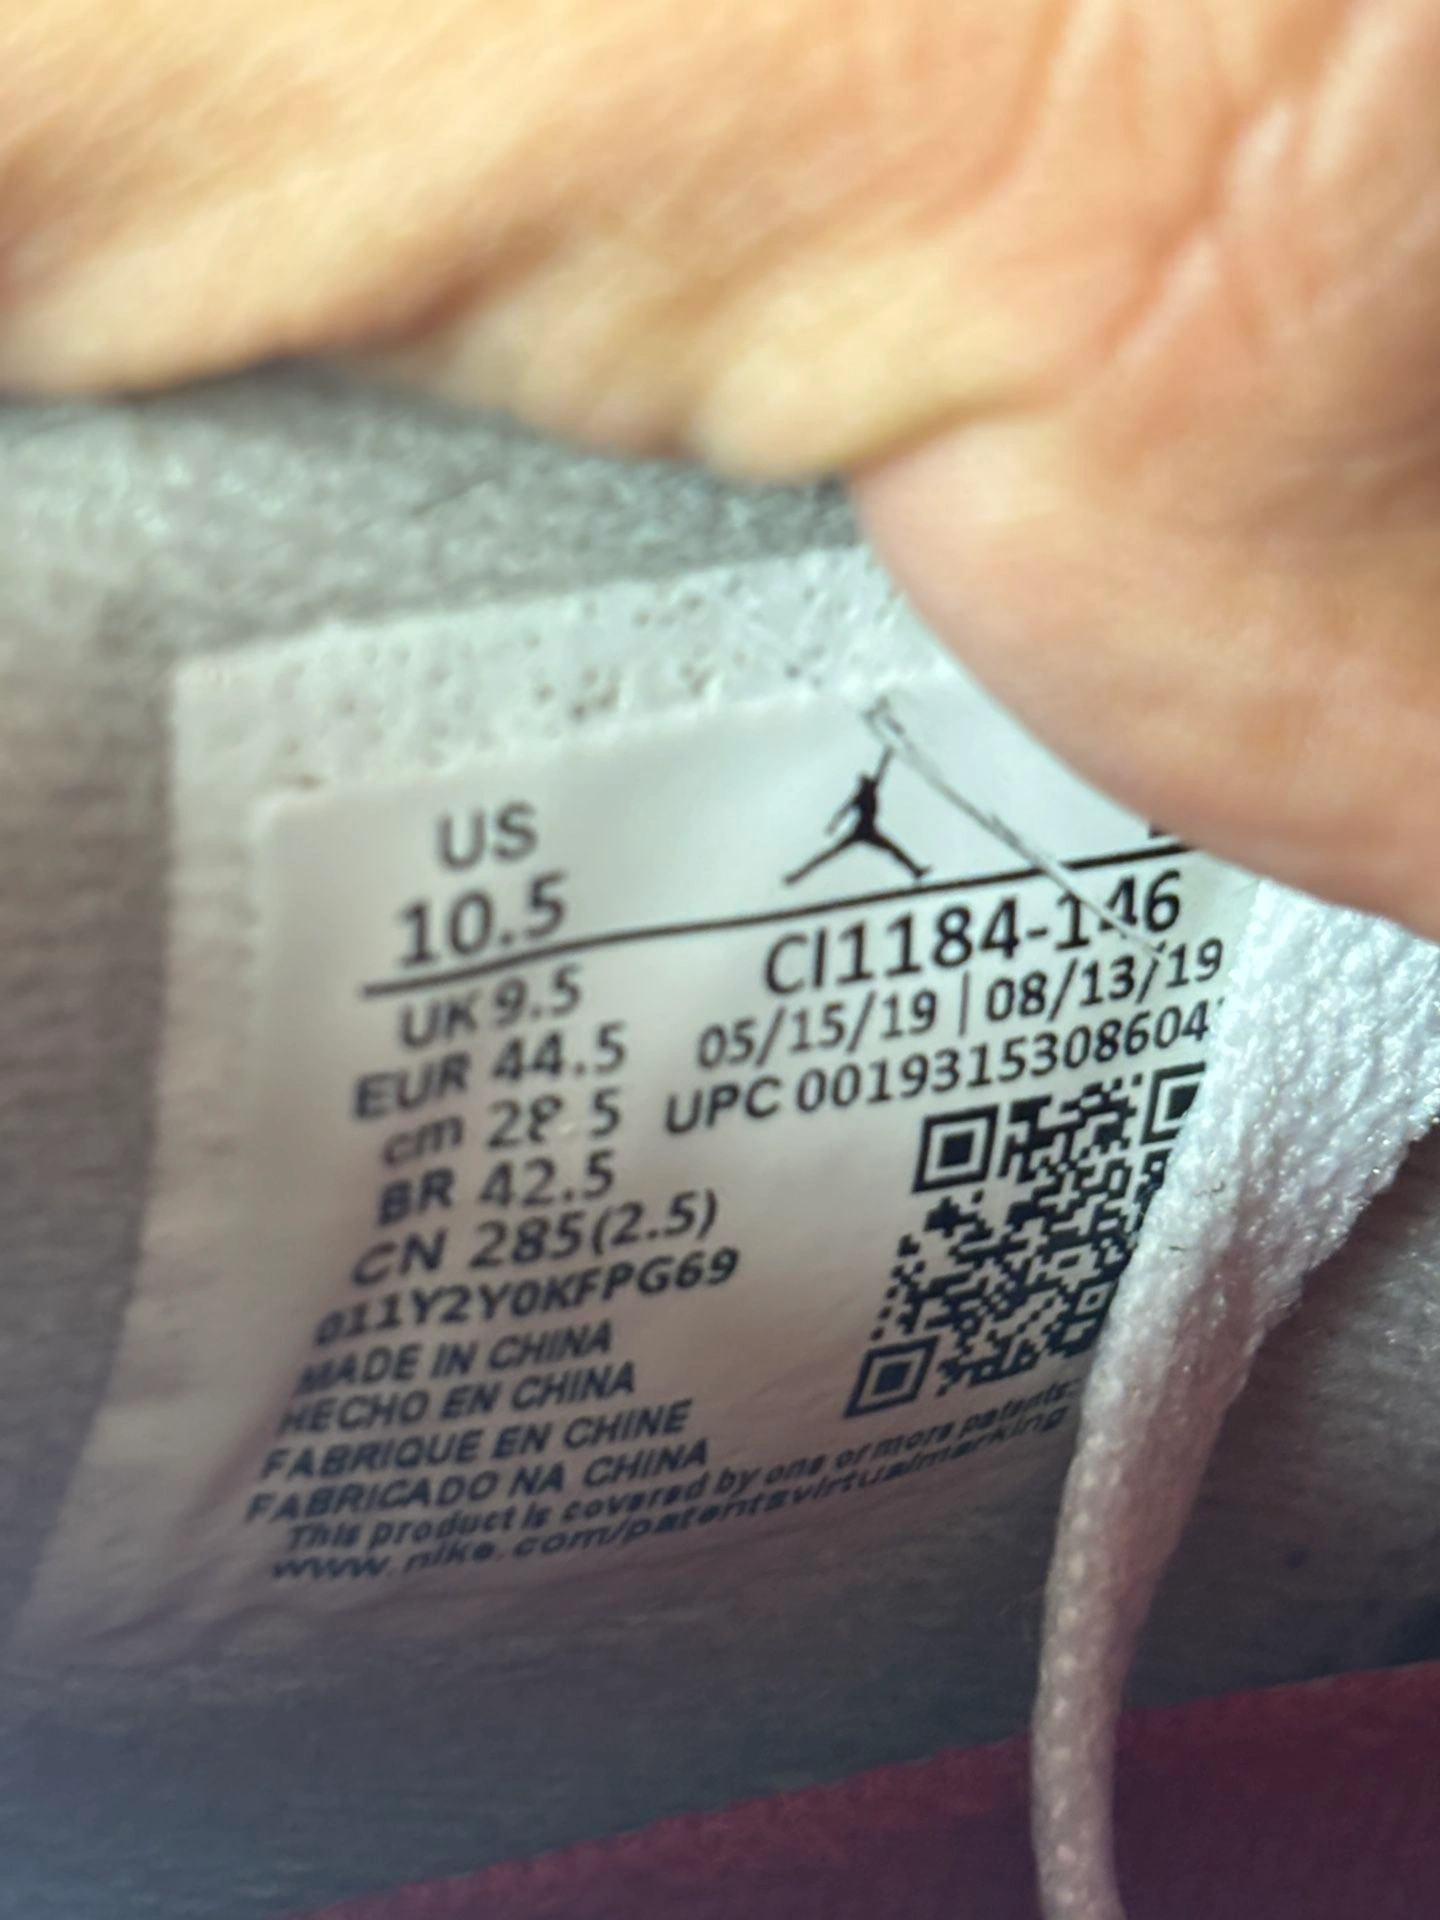 US
10.5
CI1184-146
UK 9.5
05/15/19 | 08/13/19
EUR 44.5
UPC 0019315308604
cm 28.5
BR 42.5
CN 285(2.5)
011Y2Y0KFPG69
MADE IN CHINA
HECHO EN CHINA
FABRIQUE EN CHINE
FABRICADO NA CHINA
This product is covered by one or more patents:
www.nike.com/patentsvirtualmarking